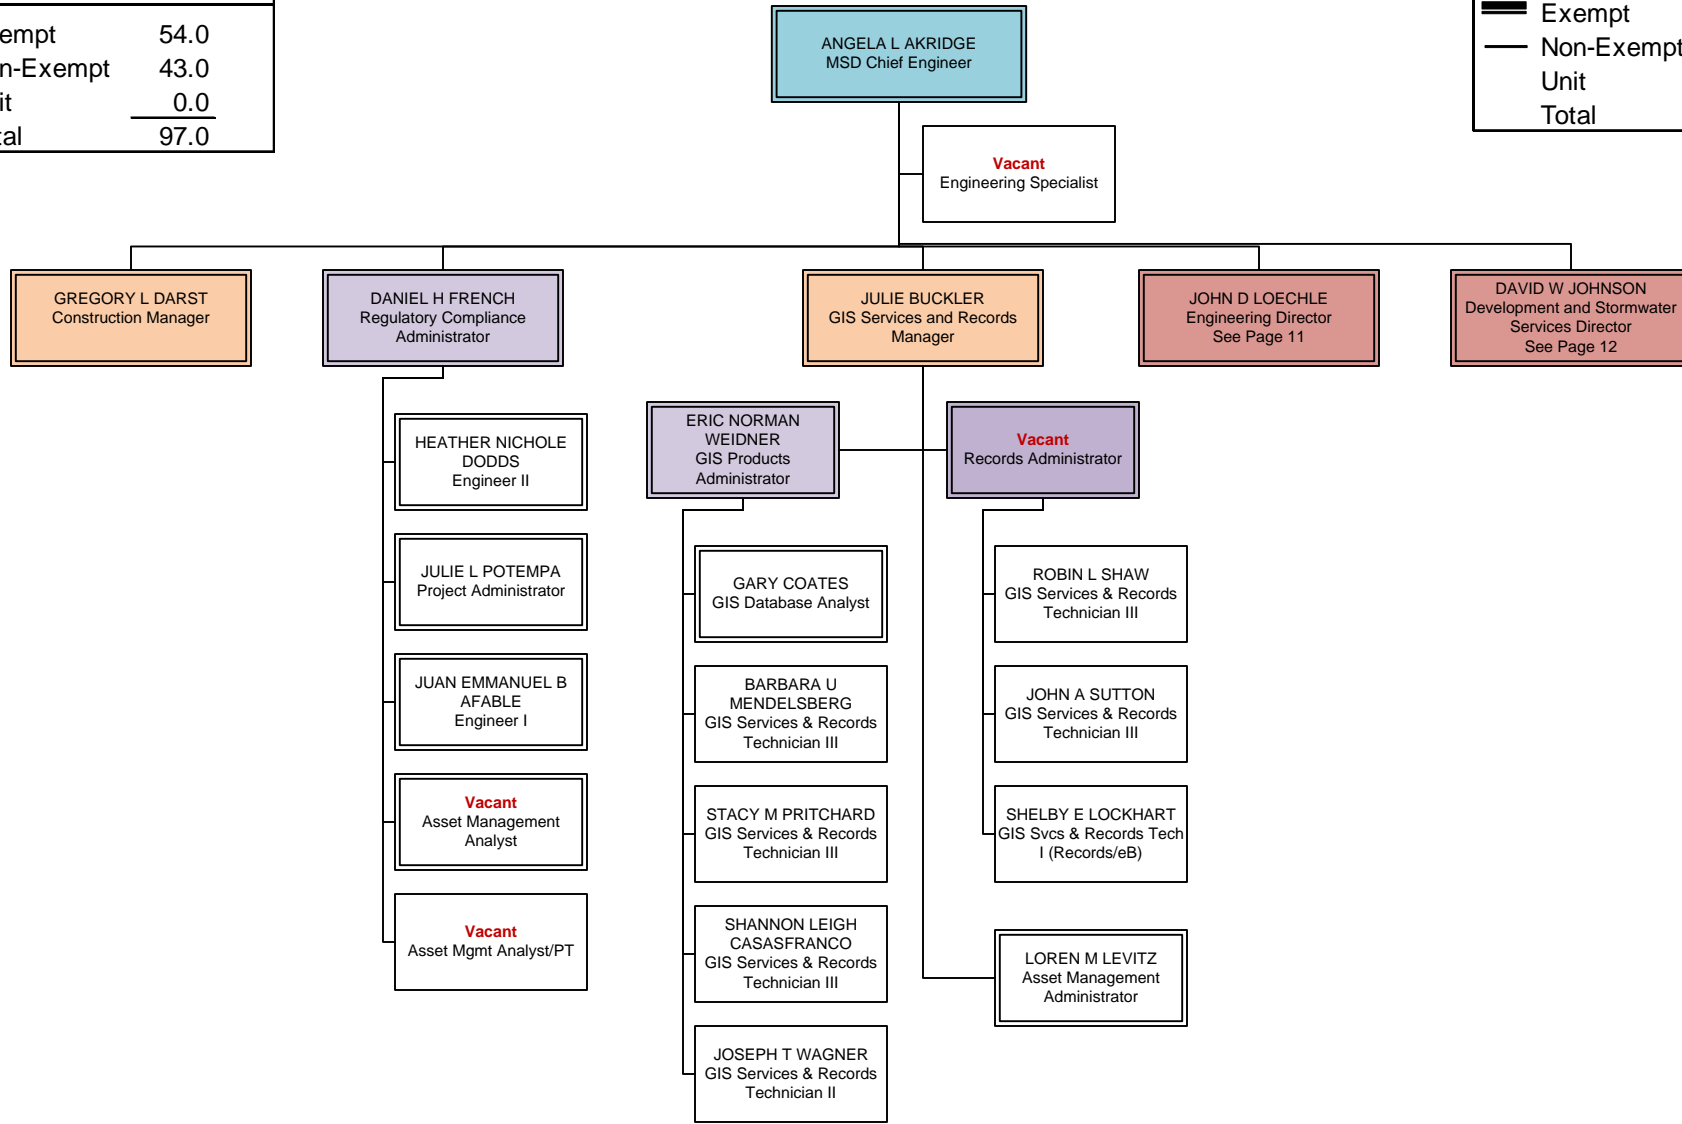 empt 54.0
n-Exempt 43.0
it 0.0
tal 97.0
ANGELA L AKRIDGE
MSD Chief Engineer
Exempt
Non-Exempt
Unit
Total
Vacant
Engineering Specialist
GREGORY L DARST
Construction Manager
DANIEL H FRENCH
Regulatory Compliance
Administrator
JULIE BUCKLER
GIS Services and Records
Manager
JOHN D LOECHLE
Engineering Director
See Page 11
DAVID W JOHNSON
Development and Stormwater
Services Director
See Page 12
HEATHER NICHOLE
DODDS
Engineer II
JULIE L POTEMPA
Project Administrator
JUAN EMMANUEL B
AFABLE
Engineer I
Vacant
Asset Management
Analyst
Vacant
Asset Mgmt Analyst/PT
ERIC NORMAN
WEIDNER
GIS Products
Administrator
GARY COATES
GIS Database Analyst
BARBARA U
MENDELSBERG
GIS Services & Records
Technician III
STACY M PRITCHARD
GIS Services & Records
Technician III
SHANNON LEIGH
CASASFRANCO
GIS Services & Records
Technician III
JOSEPH T WAGNER
GIS Services & Records
Technician II
Vacant
Records Administrator
ROBIN L SHAW
GIS Services & Records
Technician III
JOHN A SUTTON
GIS Services & Records
Technician III
SHELBY E LOCKHART
GIS Svcs & Records Tech
I (Records/eB)
LOREN M LEVITZ
Asset Management
Administrator